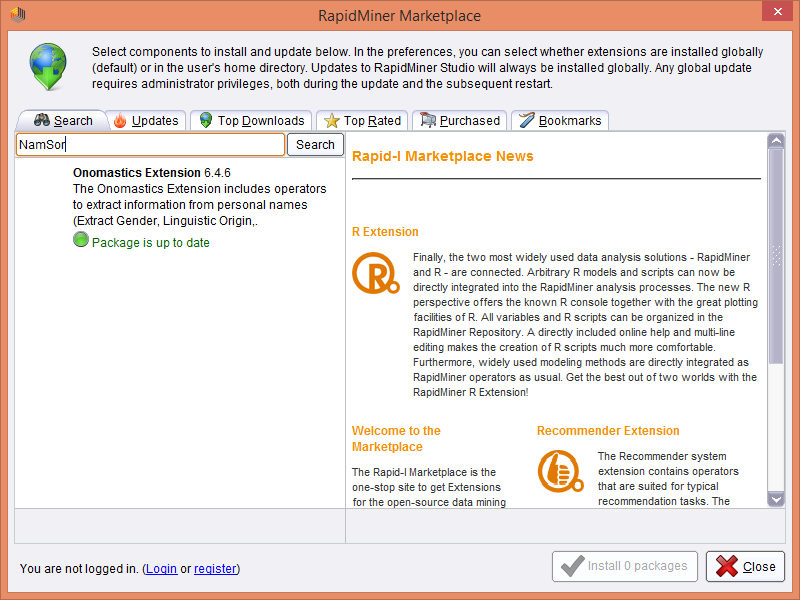 RapidMiner Marketplace
Select components to install and update below. In the preferences, you can select whether extensions are installed globally
(default) or in the user's home directory. Updates to RapidMiner Studio will always be installed globally. Any global update
requires administrator privileges, both during the update and the subsequent restart.
Search
Updates
Top Downloads
Top Rated
Purchased
Bookmarks
NamSor
Search
Onomastics Extension 6.4.6
The Onomastics Extension includes operators
to extract information from personal names
(Extract Gender, Linguistic Origin,.
Package is up to date
Rapid-I Marketplace News
R Extension
R
Finally, the two most widely used data analysis solutions - RapidMiner
and R - are connected. Arbitrary R models and scripts can now be
directly integrated into the RapidMiner analysis processes. The new R
perspective offers the known R console together with the great plotting
facilities of R. All variables and R scripts can be organized in the
RapidMiner Repository. A directly included online help and multi-line
editing makes the creation of R scripts much more comfortable.
Furthermore, widely used modeling methods are directly integrated as
RapidMiner operators as usual. Get the best out of two worlds with the
RapidMiner R Extension!
Welcome to the
Marketplace
The Rapid-I Marketplace is the
one-stop site to get Extensions
for the open-source data mining
Recommender Extension
The Recommender system
extension contains operators
that are suited for typical
recommendation tasks. The
You are not logged in. (Login or register)
Install 0 packages
Close